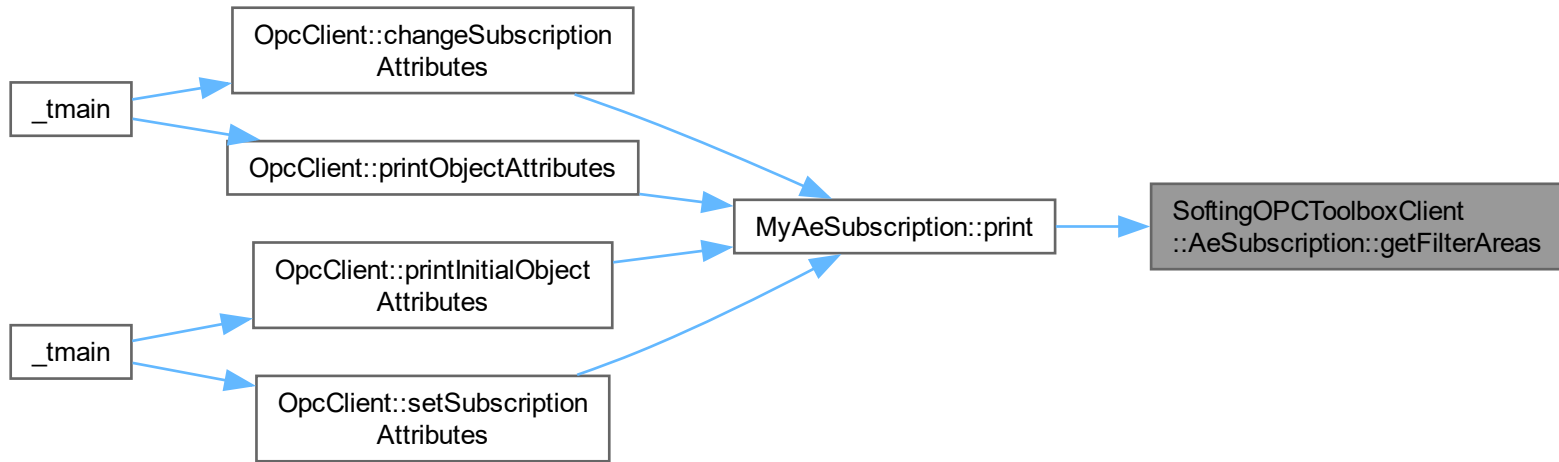 OpcClient::changeSubscription
Attributes
_tmain
OpcClient::printObjectAttributes
MyAeSubscription::print
SoftingOPCToolboxClient
::AeSubscription::getFilterAreas
OpcClient::printInitialObject
Attributes
_tmain
OpcClient::setSubscription
Attributes